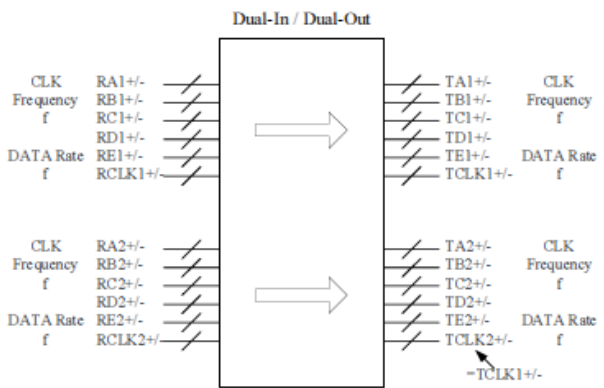 Dual-In / Dual-Out
CLK RA1+/- TA1+/- CLK
Frequency RB1+/- TB1+/- Frequency
f RC1+/- TC1+/- f
RD1+/- TD1+/-
DATA Rate RE1+/- TE1+/- DATA Rate
f RCLK1+/- TCLK1+/- f
CLK RA2+/- TA2+/- CLK
Frequency RB2+/- TB2+/- Frequency
f RC2+/- TC2+/- f
RD2+/- TD2+/-
DATA Rate RE2+/- TE2+/- DATA Rate
f RCLK2+/ TCLK2+/- f
=TCLK1+/-